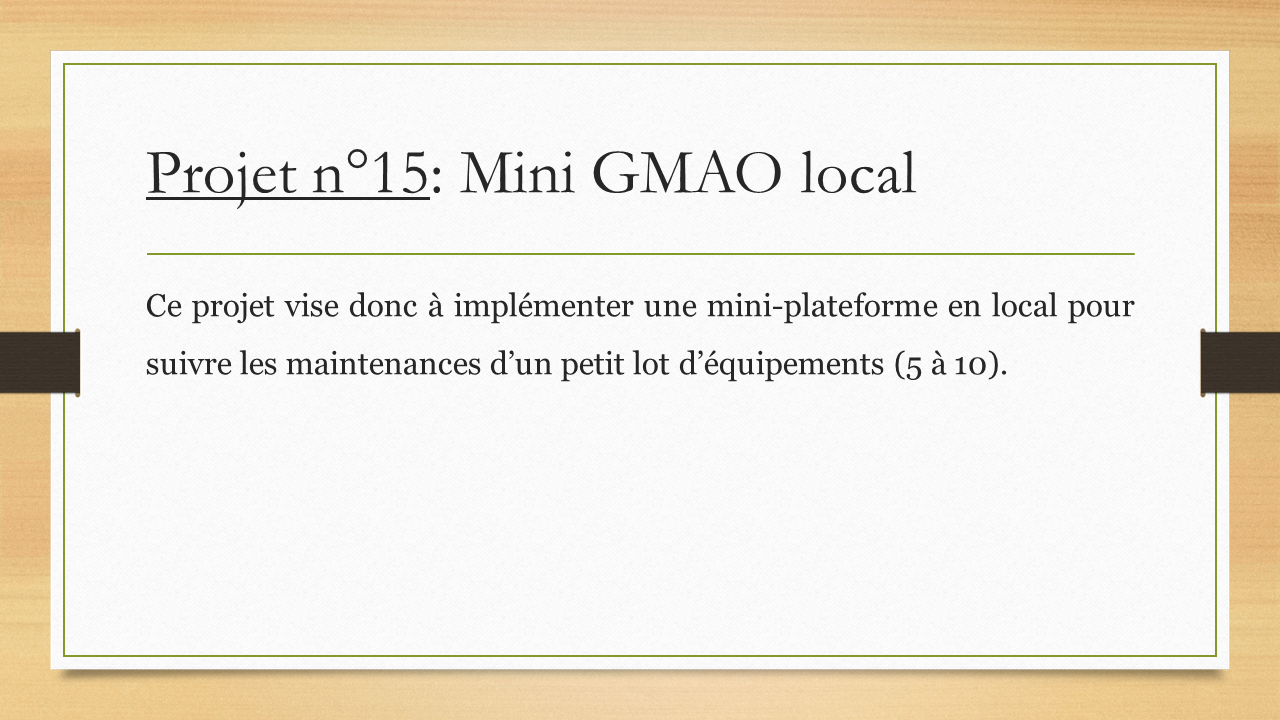 Projet n°15: Mini GMAO local
Ce projet vise donc à implémenter une mini-plateforme en local pour
suivre les maintenances d’un petit lot d’équipements (5 à 10).